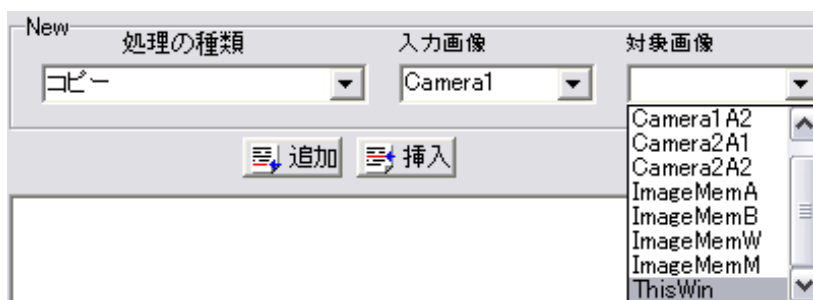 New
処理の種類 入力画像 対象画像
コピー Camera1
Camera1A2
Camera2A1
Camera2A2
ImageMemA
ImageMemB
ImageMemW
ImageMemM
ThisWin
追加 挿入